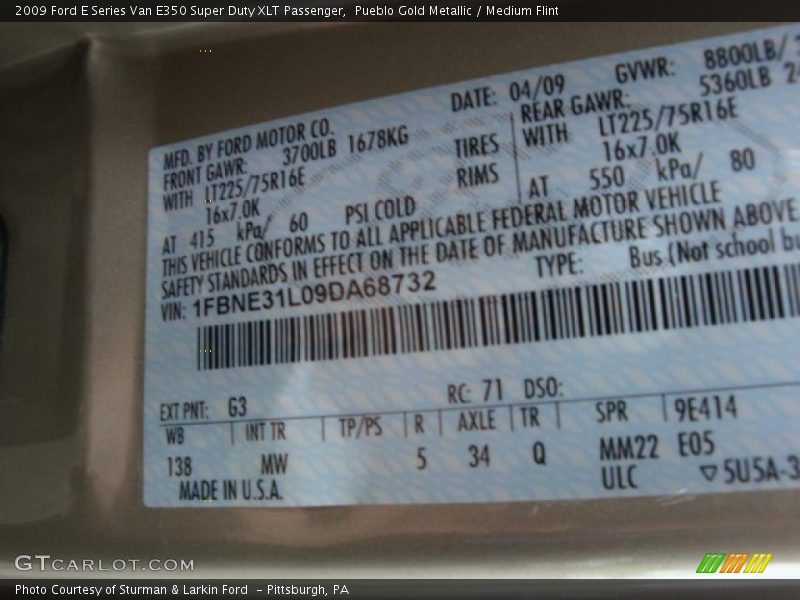 2009 Ford E Series Van E350 Super Duty XLT Passenger, Pueblo Gold Metallic / Medium Flint
MFD. BY FORD MOTOR CO. DATE: 04/09 GVWR: 8800LB/
FRONT GAWR: 3700LB 1678KG REAR GAWR: 5360LB
WITH LT225/75R16E TIRES WITH LT225/75R16E
16x7.0K RIMS 16x7.0K
AT 415 kPa/ 60 PSI COLD AT 550 kPa/ 80
THIS VEHICLE CONFORMS TO ALL APPLICABLE FEDERAL MOTOR VEHICLE
SAFETY STANDARDS IN EFFECT ON THE DATE OF MANUFACTURE SHOWN ABOVE
VIN: 1FBNE31L09DA68732 TYPE: Bus (Not school
EXT PNT: G3 RC: 71 DSO:
WB INT TR TP/PS R AXLE TR SPR 9E414
138 MW 5 34 Q MM22 E05
MADE IN U.S.A. ULC ▽5U5A-3
GTCARLOT.COM
Photo Courtesy of Sturman & Larkin Ford - Pittsburgh, PA